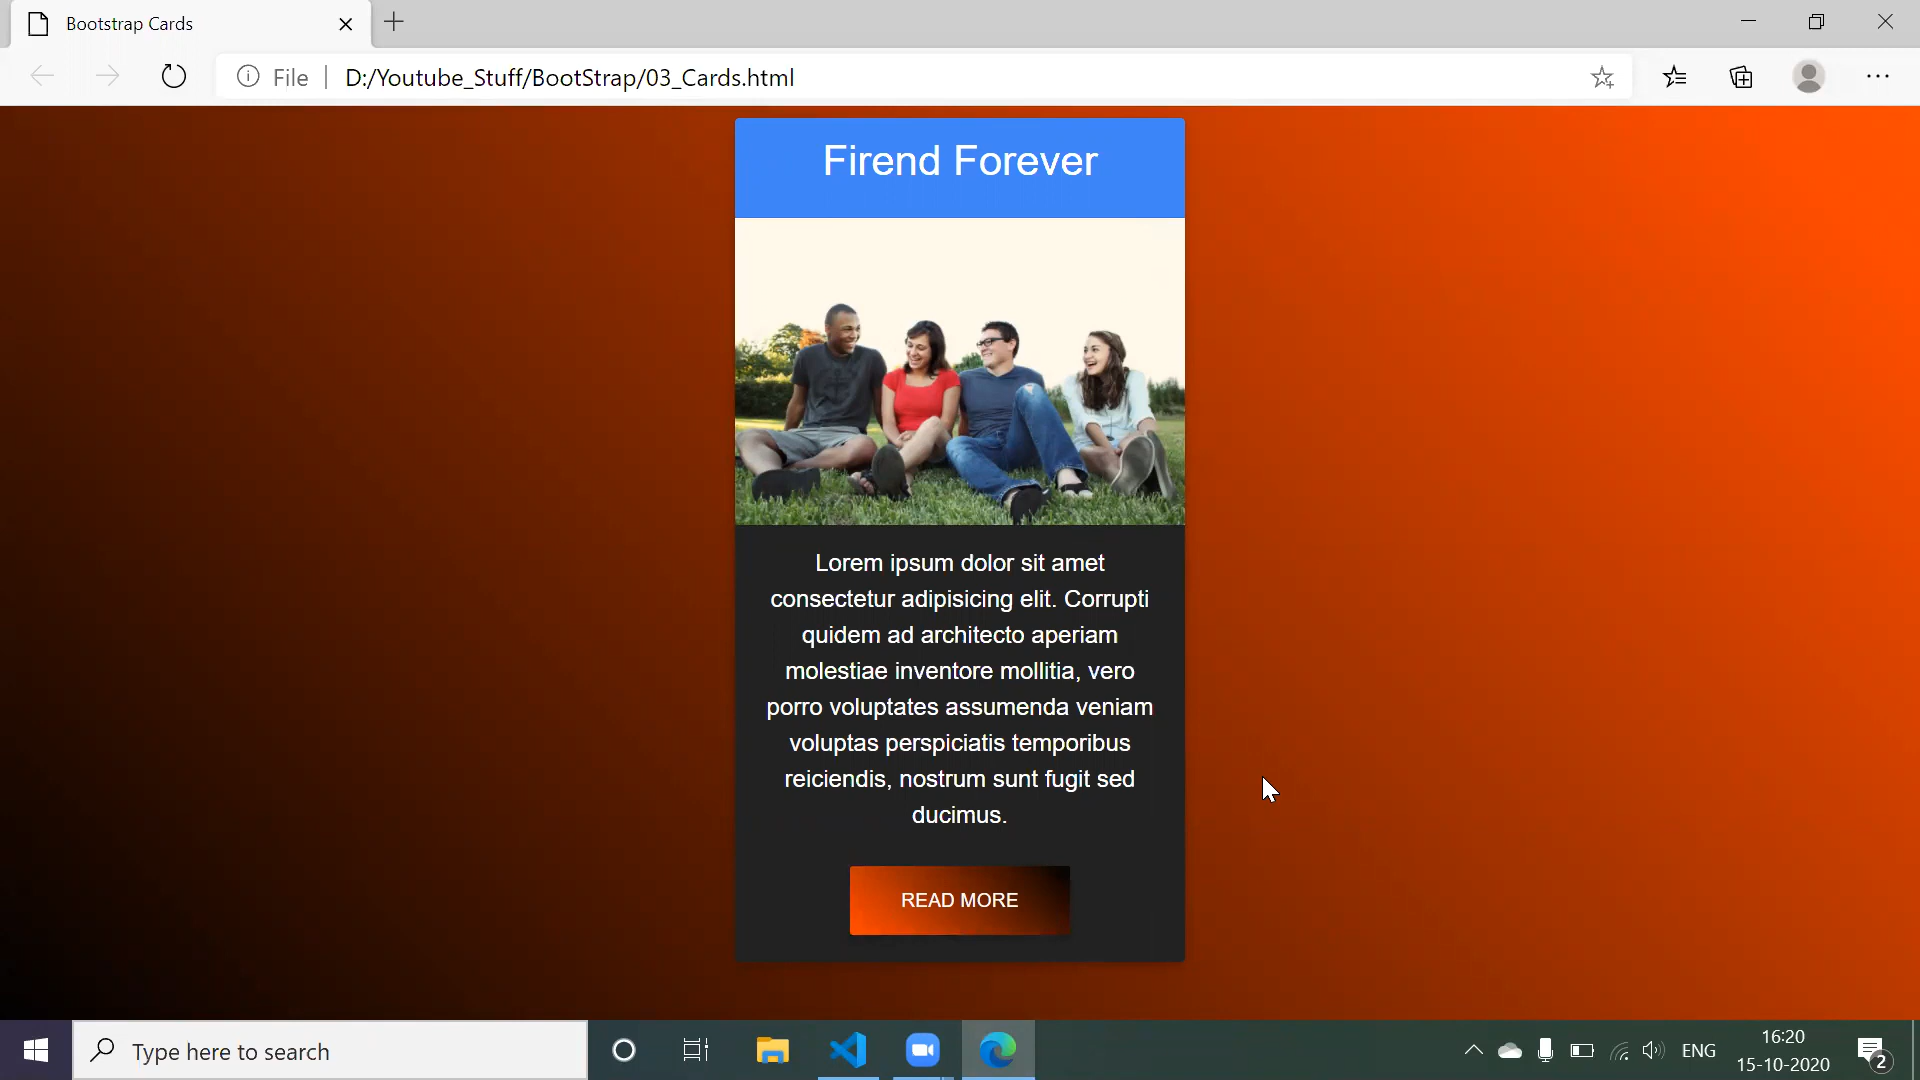 Bootstrap Cards
File
D:/Youtube_Stuff/BootStrap/03_Cards.html
Firend Forever
Lorem ipsum dolor sit amet
consectetur adipisicing elit. Corrupti
quidem ad architecto aperiam
molestiae inventore mollitia, vero
porro voluptates assumenda veniam
voluptas perspiciatis temporibus
reiciendis, nostrum sunt fugit sed
ducimus.
READ MORE
Type here to search
ENG
16:20
15-10-2020
2